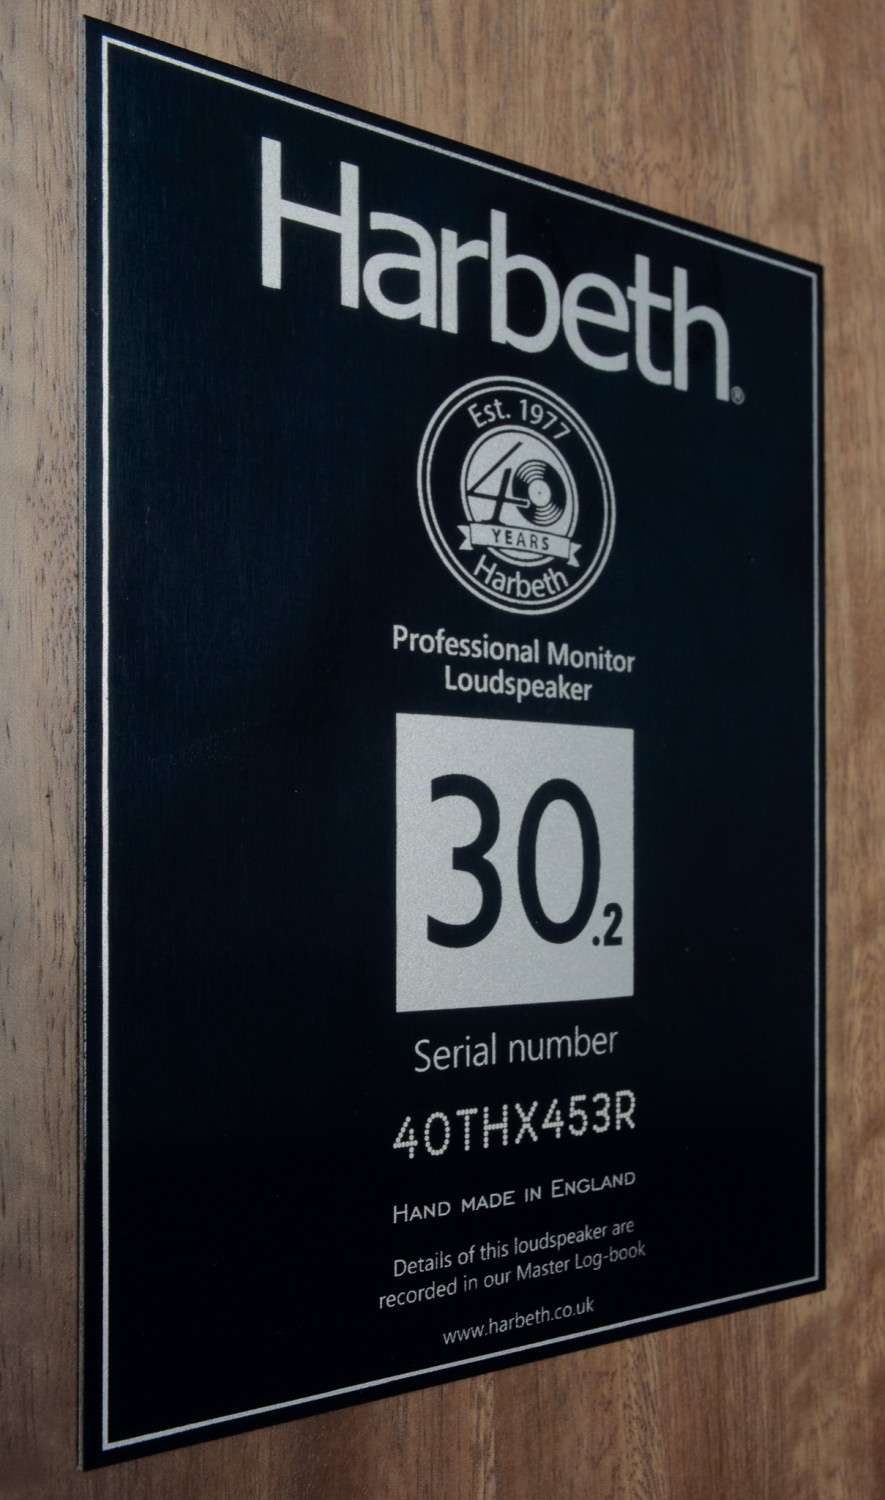 Harbeth®
Est. 1977
40
YEARS
Harbeth
Professional Monitor
Loudspeaker
30.2
Serial number
40THX453R
HAND MADE IN ENGLAND
Details of this loudspeaker are
recorded in our Master Log-book
www.harbeth.co.uk